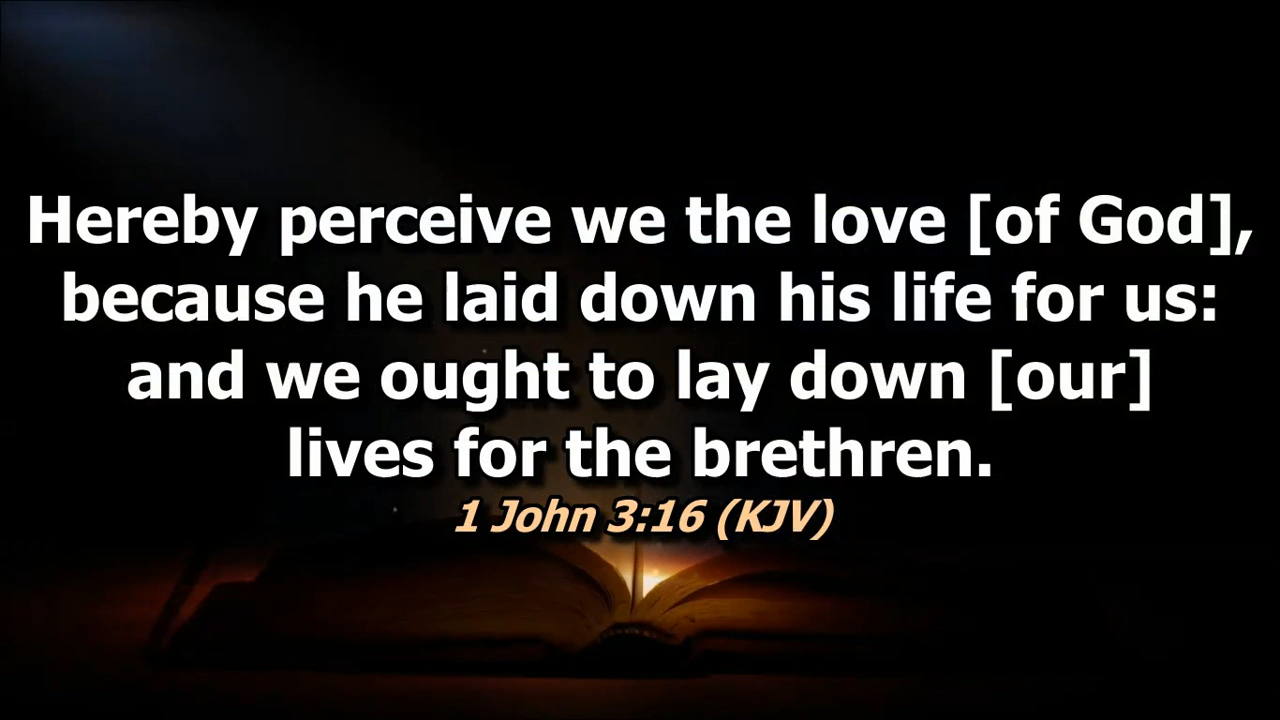 Hereby perceive we the love [of God],
because he laid down his life for us:
and we ought to lay down [our]
lives for the brethren.
1 John 3:16 (KJV)